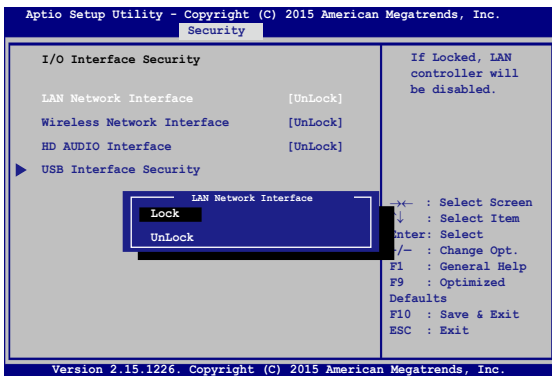 Aptio Setup Utility - Copyright (C) 2015 American Megatrends, Inc.
Security
I/O Interface Security
LAN Network Interface [UnLock]
Wireless Network Interface [UnLock]
HD AUDIO Interface [UnLock]
USB Interface Security
LAN Network Interface
Lock
UnLock
If Locked, LAN
controller will
be disabled.
→← : Select Screen
↑↓ : Select Item
Enter: Select
+/— : Change Opt.
F1 : General Help
F9 : Optimized
Defaults
F10 : Save & Exit
ESC : Exit
Version 2.15.1226. Copyright (C) 2015 American Megatrends, Inc.